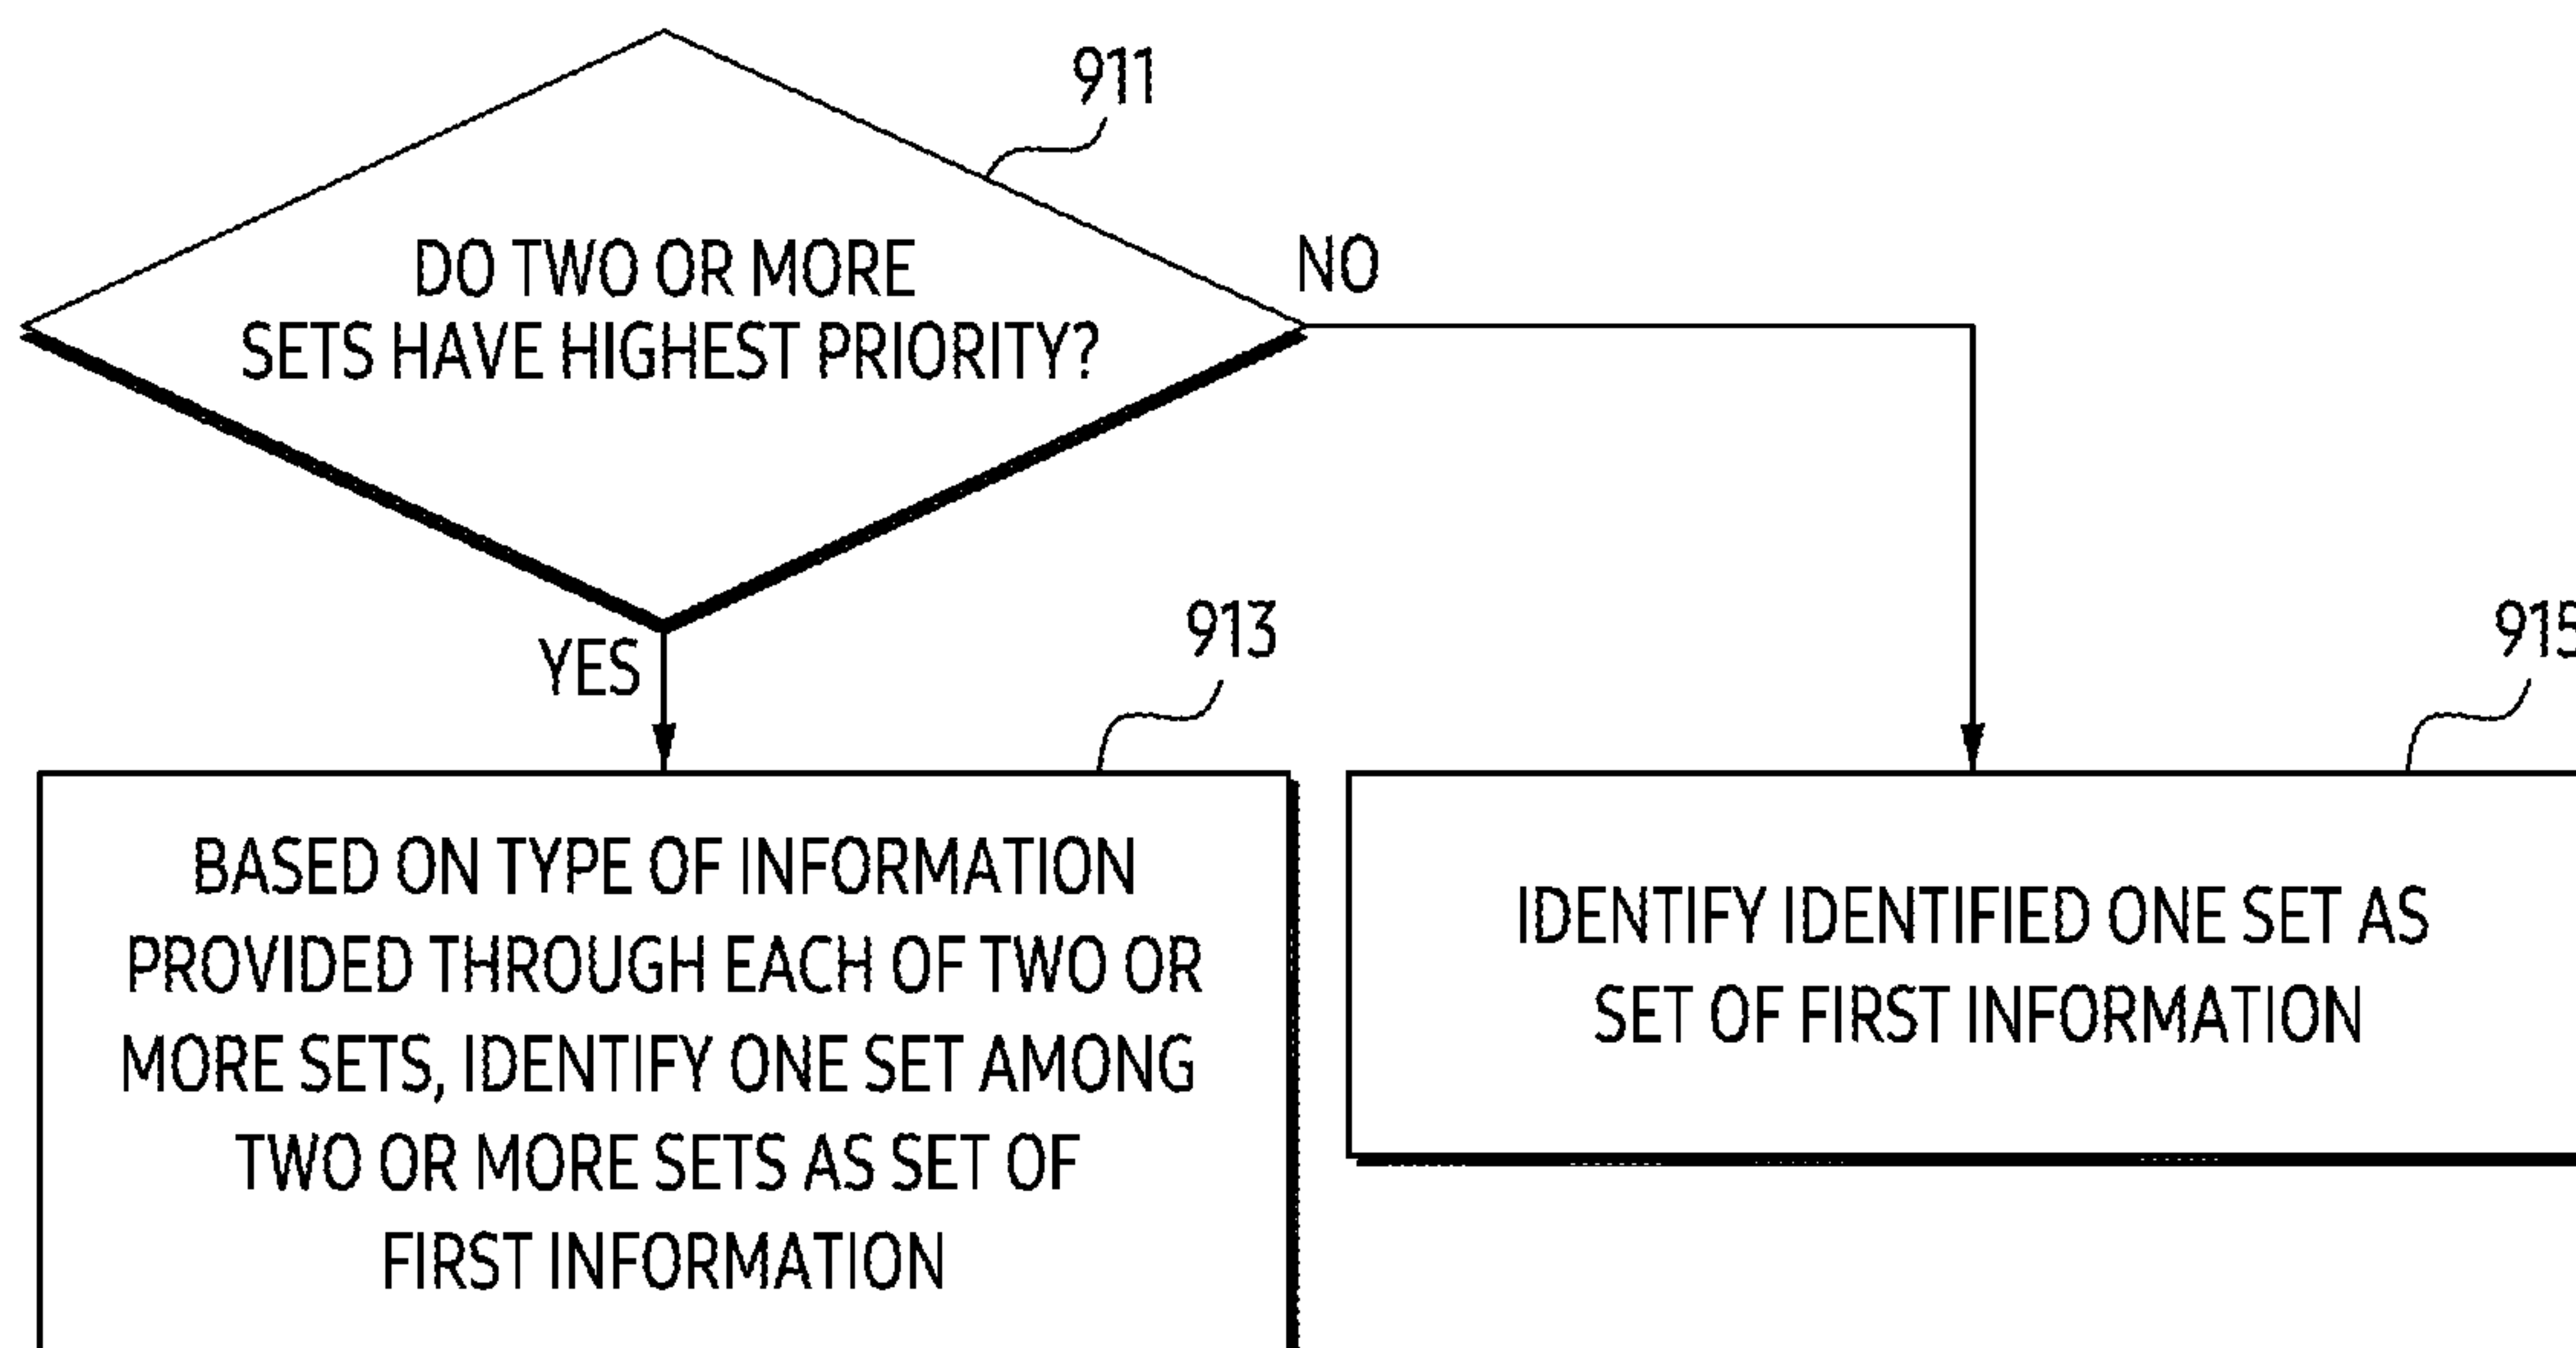 911
DO TWO OR MORE
SETS HAVE HIGHEST PRIORITY?
NO
YES
913
BASED ON TYPE OF INFORMATION
PROVIDED THROUGH EACH OF TWO OR
MORE SETS, IDENTIFY ONE SET AMONG
TWO OR MORE SETS AS SET OF
FIRST INFORMATION
915
IDENTIFY IDENTIFIED ONE SET AS
SET OF FIRST INFORMATION